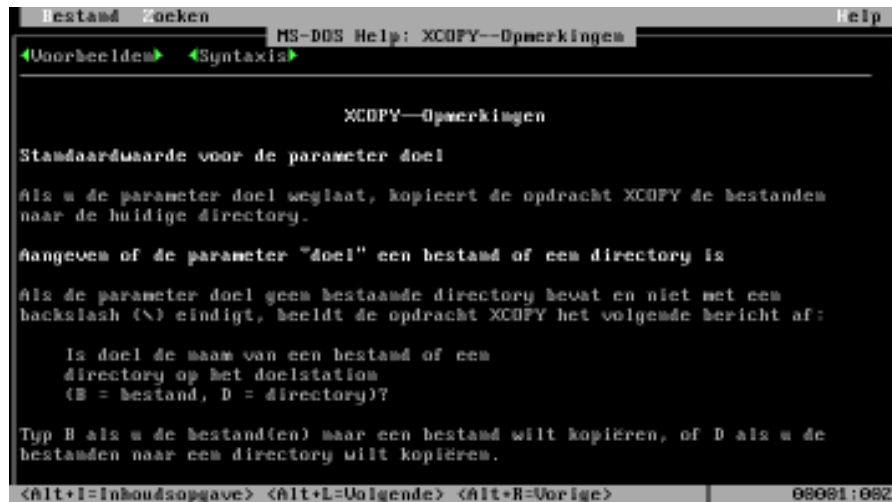 Bestand Zoeken Help
MS-DOS Help: XCOPY--Opmerkingen
◄Voorbeelden► ◄Syntaxis►
XCOPY--Opmerkingen
Standaardwaarde voor de parameter doel
Als u de parameter doel weglaat, kopieert de opdracht XCOPY de bestanden
naar de huidige directory.
Aangeven of de parameter "doel" een bestand of een directory is
Als de parameter doel geen bestaande directory bevat en niet met een
backslash (\) eindigt, beeldt de opdracht XCOPY het volgende bericht af:
Is doel de naam van een bestand of een
directory op het doelstation
(B = bestand, D = directory)?
Typ B als u de bestand(en) naar een bestand wilt kopiëren, of D als u de
bestanden naar een directory wilt kopiëren.
<Alt+I=Inhoudsopgave> <Alt+L=Volgende> <Alt+R=Vorige> 00001:002